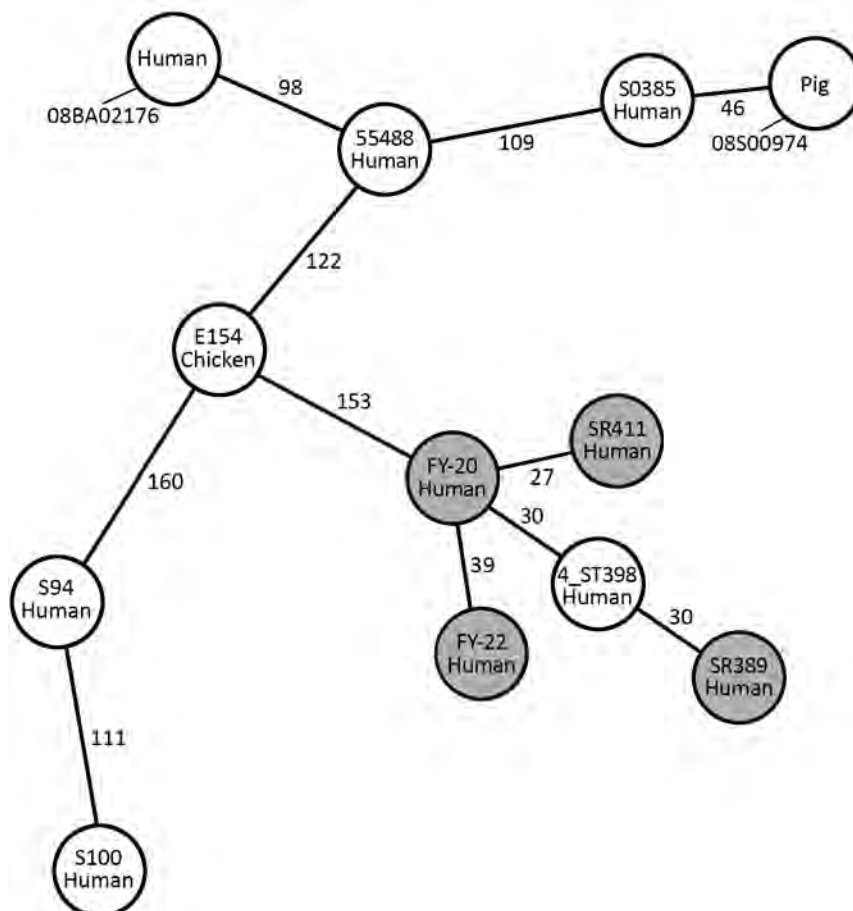 Human
08BA02176
98
55488
Human
109
S0385
Human
46
Pig
08S00974
122
E154
Chicken
153
SR411
Human
FY-20
Human
27
30
160
39
4_ST398
Human
30
S94
Human
FY-22
Human
SR389
Human
111
S100
Human